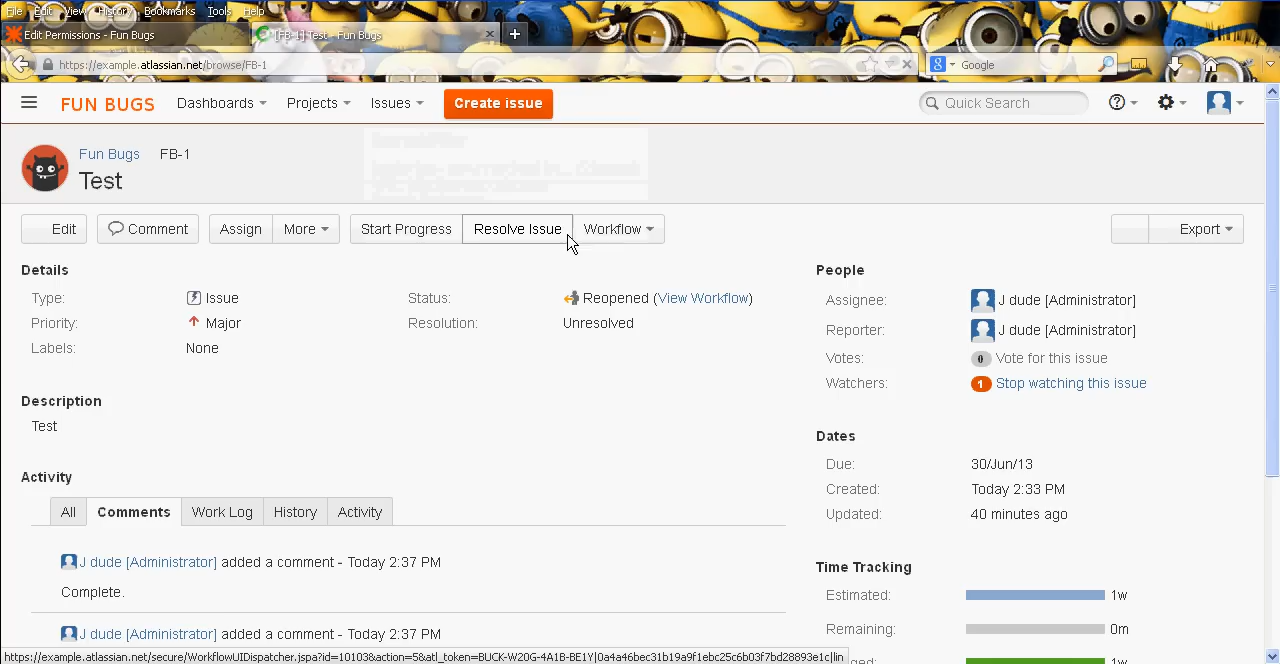 File Edit View History Bookmarks Tools Help
Edit Permissions - Fun Bugs
[FB-1] Test - Fun Bugs
https://example.atlassian.net/browse/FB-1
Google
FUN BUGS Dashboards Projects Issues Create issue Quick Search
Fun Bugs FB-1
Test
Edit Comment Assign More Start Progress Resolve Issue Workflow Export
Details
Type: Issue
Priority: Major
Labels: None
Status: Reopened (View Workflow)
Resolution: Unresolved
Description
Test
Activity
All Comments Work Log History Activity
J dude [Administrator] added a comment - Today 2:37 PM
Complete.
J dude [Administrator] added a comment - Today 2:37 PM
People
Assignee: J dude [Administrator]
Reporter: J dude [Administrator]
Votes: 0 Vote for this issue
Watchers: 1 Stop watching this issue
Dates
Due: 30/Jun/13
Created: Today 2:33 PM
Updated: 40 minutes ago
Time Tracking
Estimated: 1w
Remaining: 0m
1w
https://example.atlassian.net/secure/WorkflowUIDispatcher.jspa?id=10103&action=5&atl_token=BUCK-W20G-4A1B-BE1Y|0a4a46bec31b19a9f1ebc25c6b03f7bd28893e1c|lin